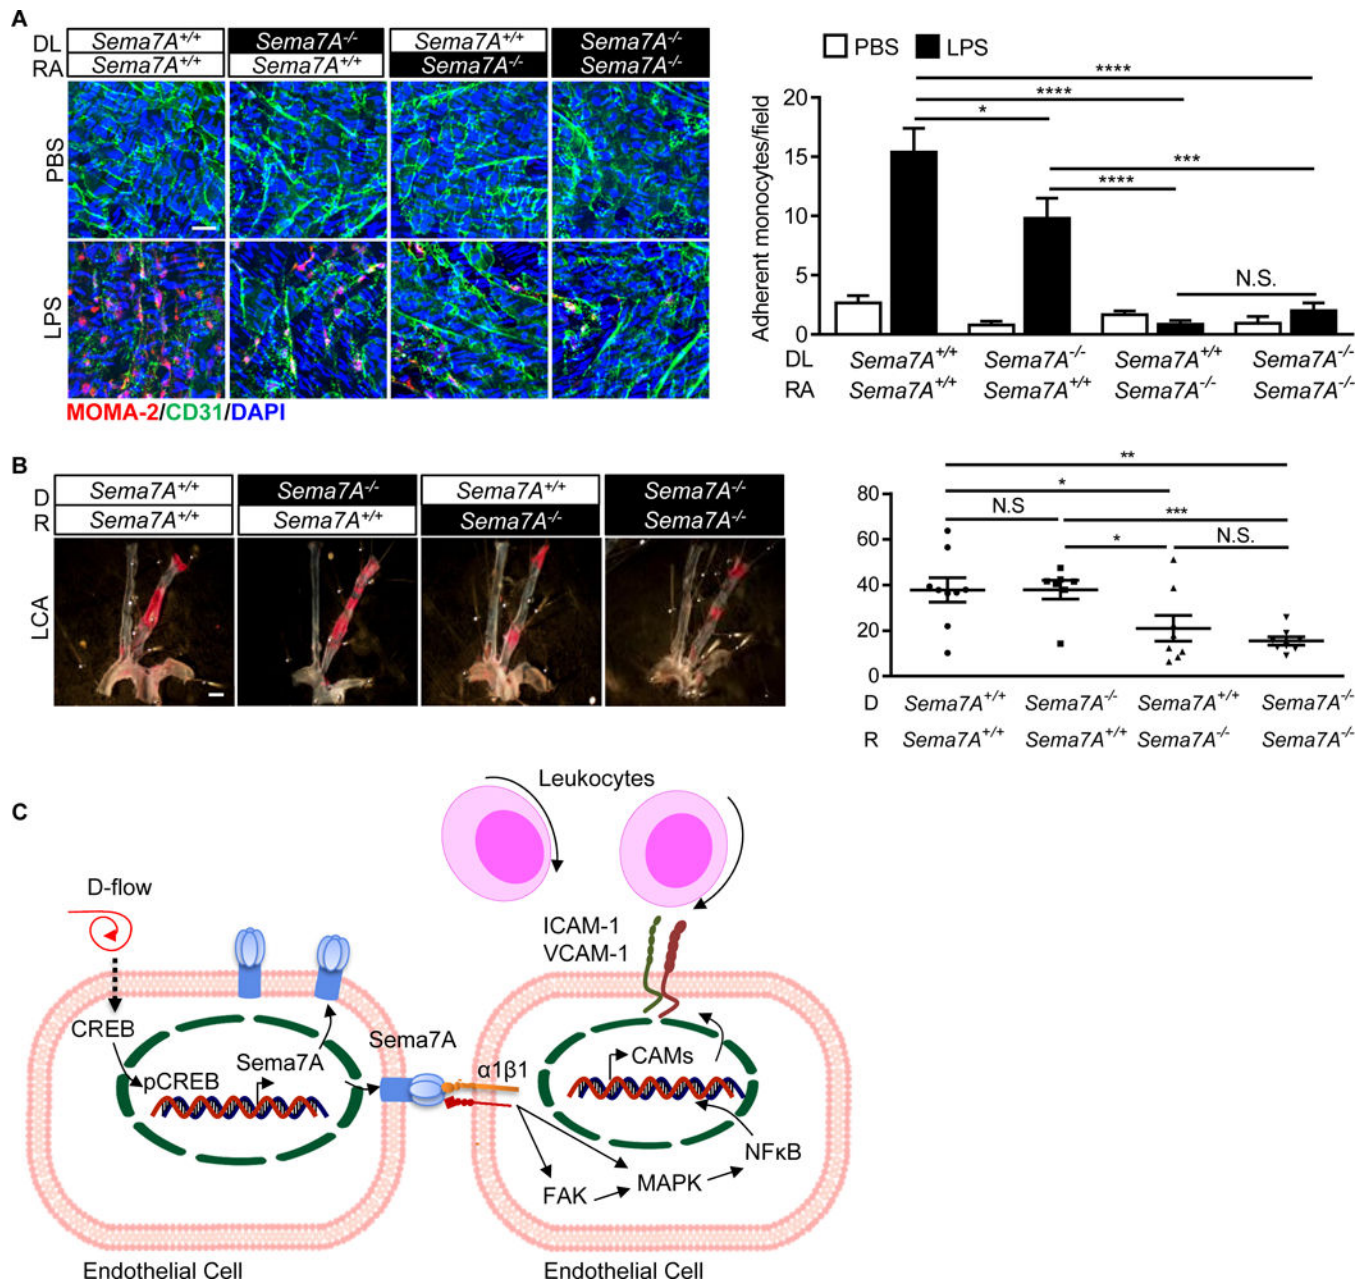 A
DL Sema7A+/+ Sema7A-/- Sema7A+/+ Sema7A-/-
RA Sema7A+/+ Sema7A+/+ Sema7A-/- Sema7A-/-
PBS
LPS
MOMA-2/CD31/DAPI
PBS LPS
Adherent monocytes/field
20
15
10
5
0
****
****
*
***
****
N.S.
DL Sema7A+/+ Sema7A-/- Sema7A+/+ Sema7A-/-
RA Sema7A+/+ Sema7A+/+ Sema7A-/- Sema7A-/-
B
D Sema7A+/+ Sema7A-/- Sema7A+/+ Sema7A-/-
R Sema7A+/+ Sema7A+/+ Sema7A-/- Sema7A-/-
LCA
80
60
40
20
0
**
*
N.S ***
* N.S.
D Sema7A+/+ Sema7A-/- Sema7A+/+ Sema7A-/-
R Sema7A+/+ Sema7A+/+ Sema7A-/- Sema7A-/-
C
Leukocytes
D-flow
ICAM-1
VCAM-1
CREB
pCREB
Sema7A
Sema7A
α1β1
CAMs
NFκB
MAPK
FAK
Endothelial Cell
Endothelial Cell